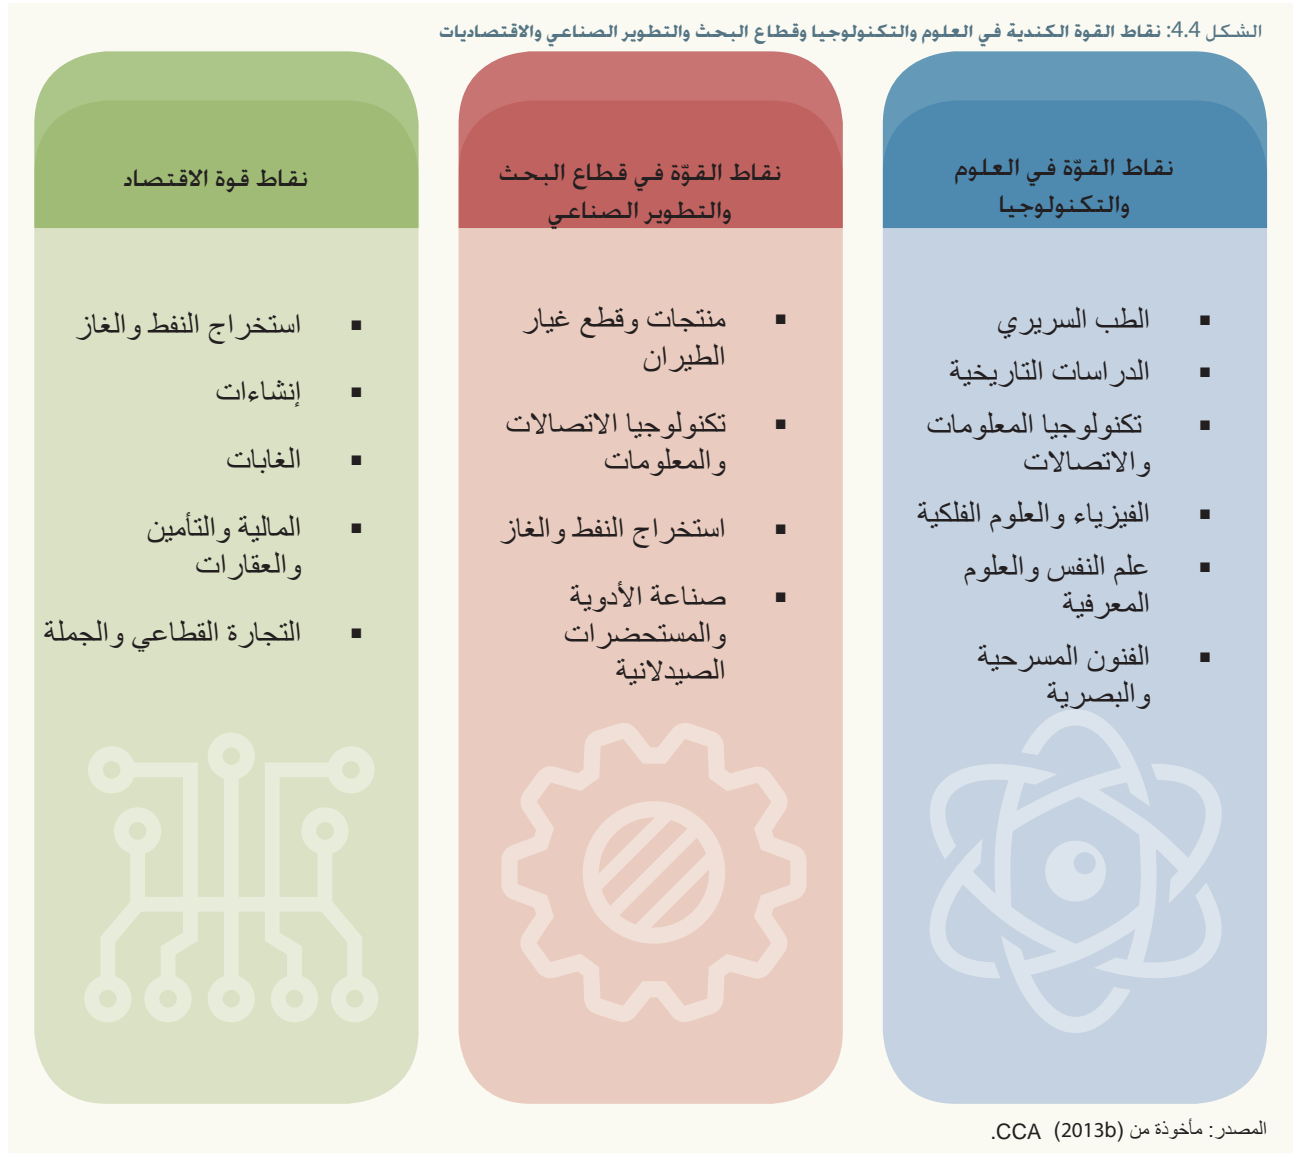 الشكل 4.4: نقاط القوة الكندية في العلوم والتكنولوجيا وقطاع البحث والتطوير الصناعي والاقتصاديات
نقاط القوّة في العلوم
والتكنولوجيا
▪ الطب السريري
▪ الدراسات التاريخية
▪ تكنولوجيا المعلومات
والاتصالات
▪ الفيزياء والعلوم الفلكية
▪ علم النفس والعلوم
المعرفية
▪ الفنون المسرحية
والبصرية
نقاط القوّة في قطاع البحث
والتطوير الصناعي
▪ منتجات وقطع غيار
الطيران
▪ تكنولوجيا الاتصالات
والمعلومات
▪ استخراج النفط والغاز
▪ صناعة الأدوية
والمستحضرات
الصيدلانية
نقاط قوة الاقتصاد
▪ استخراج النفط والغاز
▪ إنشاءات
▪ الغابات
▪ المالية والتأمين
والعقارات
▪ التجارة القطاعي والجملة
المصدر: مأخوذة من CCA (2013b).